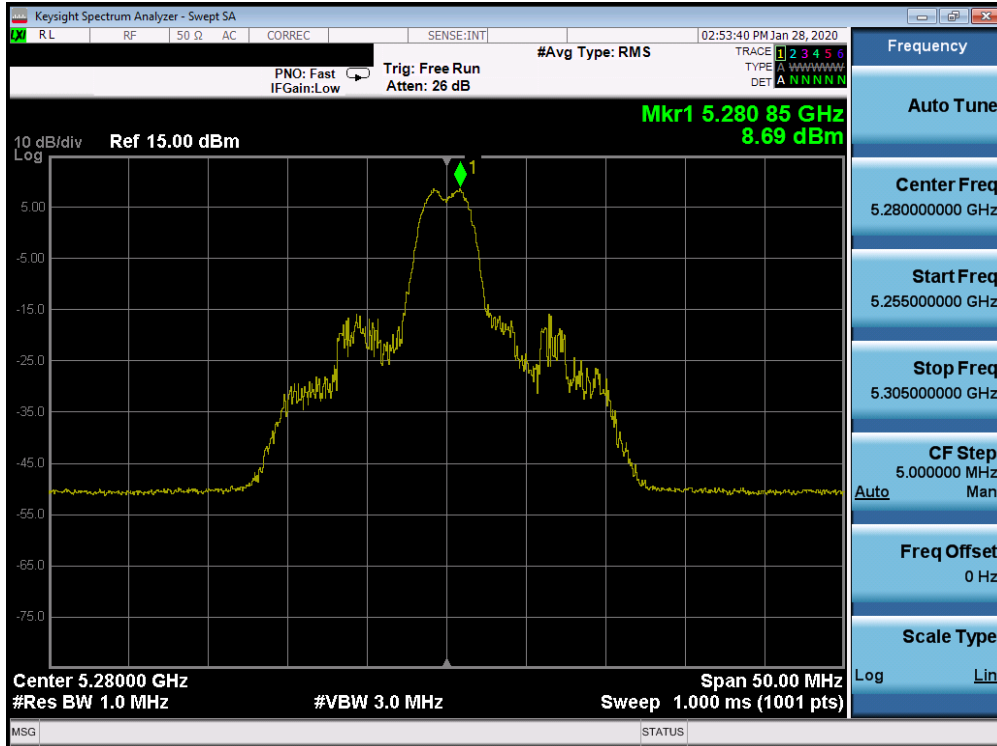 Keysight Spectrum Analyzer - Swept SA
LXI RL RF 50 Ω AC CORREC SENSE:INT 02:53:40 PM Jan 28, 2020
#Avg Type: RMS
TRACE 1 2 3 4 5 6
TYPE A WWWWW
DET A N N N N N
PNO: Fast
IFGain:Low
Trig: Free Run
Atten: 26 dB
Mkr1 5.280 85 GHz
8.69 dBm
10 dB/div Ref 15.00 dBm
Log
1
5.00
-5.00
-15.0
-25.0
-35.0
-45.0
-55.0
-65.0
-75.0
Center 5.28000 GHz Span 50.00 MHz
#Res BW 1.0 MHz #VBW 3.0 MHz Sweep 1.000 ms (1001 pts)
MSG STATUS
Frequency
Auto Tune
Center Freq
5.280000000 GHz
Start Freq
5.255000000 GHz
Stop Freq
5.305000000 GHz
CF Step
5.000000 MHz
Auto Man
Freq Offset
0 Hz
Scale Type
Log Lin